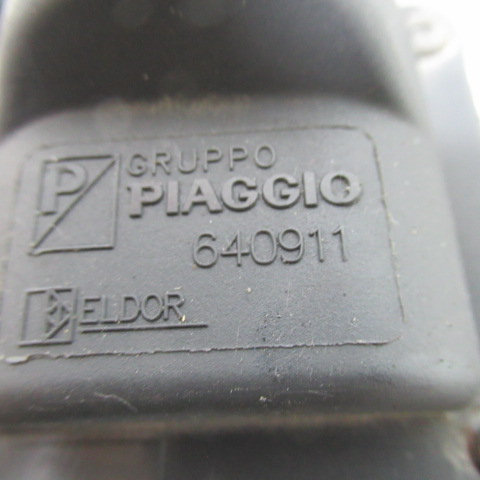 GRUPPO
P PIAGGIO
640911
ELDOR